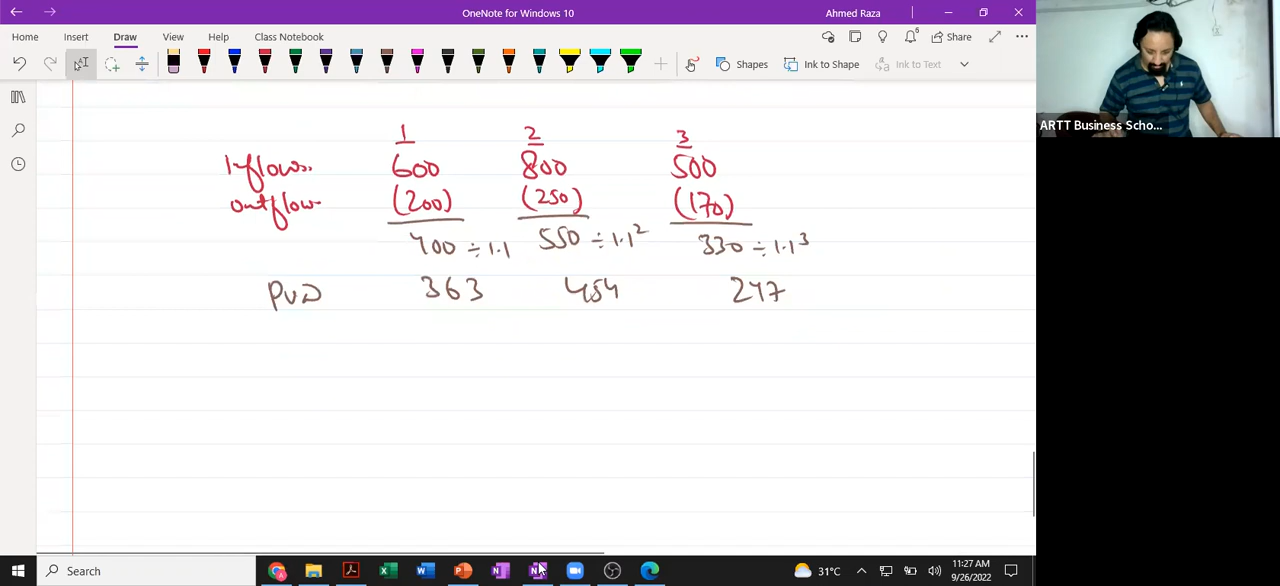 OneNote for Windows 10
Ahmed Raza
Home Insert Draw View Help Class Notebook
Share
Shapes Ink to Shape Ink to Text
ARTT Business Scho...
1 2 3
Inflows 600 800 500
outflow (200) (250) (170)
400 ÷ 1.1 550 ÷ 1.1² 330 ÷ 1.1³
363 454 247
Search
31°C
11:27 AM
9/26/2022